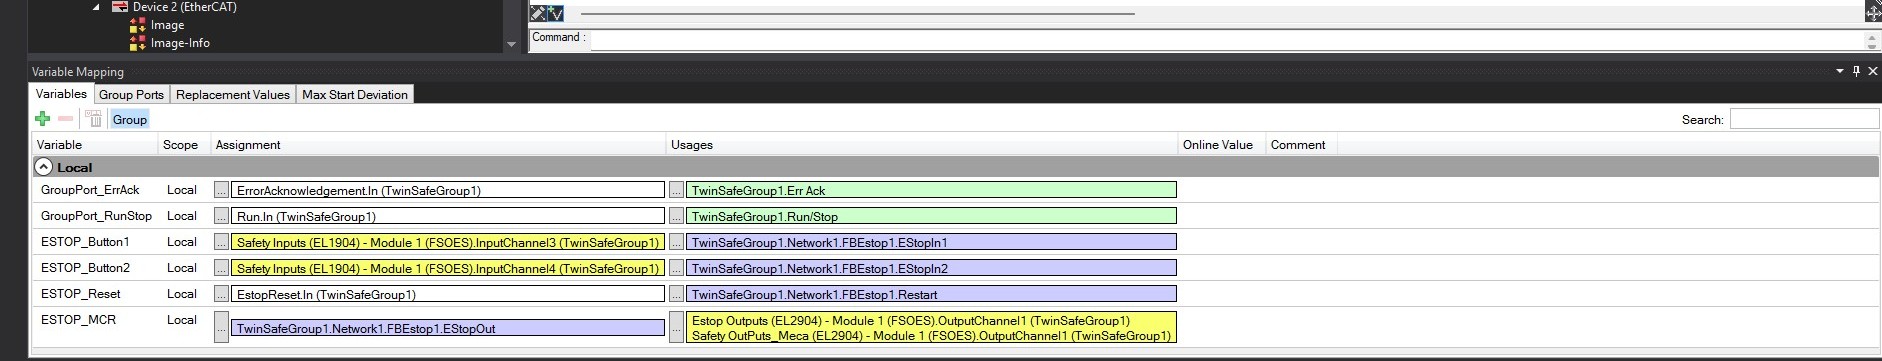 Device 2 (EtherCAT)
Image
Image-Info
Command :
Variable Mapping
Variables Group Ports Replacement Values Max Start Deviation
Group Search:
Variable Scope Assignment Usages Online Value Comment
Local
GroupPort_ErrAck Local ... ErrorAcknowledgement.In (TwinSafeGroup1) ... TwinSafeGroup1.Err Ack
GroupPort_RunStop Local ... Run.In (TwinSafeGroup1) ... TwinSafeGroup1.Run/Stop
ESTOP_Button1 Local ... Safety Inputs (EL1904) - Module 1 (FSOES).InputChannel3 (TwinSafeGroup1) ... TwinSafeGroup1.Network1.FBEstop1.EStopIn1
ESTOP_Button2 Local ... Safety Inputs (EL1904) - Module 1 (FSOES).InputChannel4 (TwinSafeGroup1) ... TwinSafeGroup1.Network1.FBEstop1.EStopIn2
ESTOP_Reset Local ... EstopReset.In (TwinSafeGroup1) ... TwinSafeGroup1.Network1.FBEstop1.Restart
ESTOP_MCR Local ... TwinSafeGroup1.Network1.FBEstop1.EStopOut ... Estop Outputs (EL2904) - Module 1 (FSOES).OutputChannel1 (TwinSafeGroup1)
Safety OutPuts_Meca (EL2904) - Module 1 (FSOES).OutputChannel1 (TwinSafeGroup1)